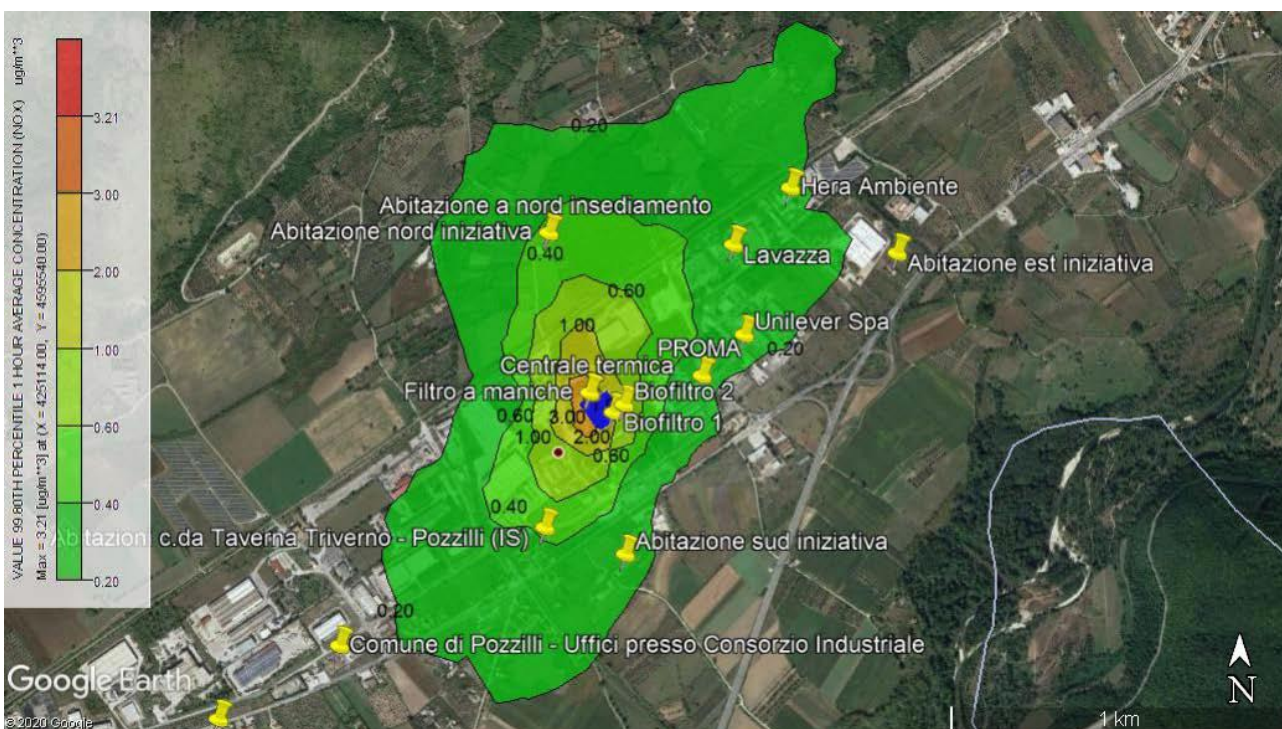 VALUE 99.80TH PERCENTILE 1 HOUR AVERAGE CONCENTRATION (NOX) ug/m**3
Max = 3.21 [ug/m**3] at (X = 425114.00, Y = 4595540.00)
3.21
3.00
2.00
1.00
0.60
0.40
0.20
0.20
Hera Ambiente
Abitazione a nord insediamento
Abitazione nord iniziativa
0.40
Lavazza
Abitazione est iniziativa
0.60
1.00
Unilever Spa
PROMA
0.20
Centrale termica
Filtro a maniche
Biofiltro 2
0.60
3.00
Biofiltro 1
1.00
2.00
0.60
0.40
Abitazioni c.da Taverna Triverno - Pozzilli (IS)
Abitazione sud iniziativa
0.20
Comune di Pozzilli - Uffici presso Consorzio Industriale
Google Earth
© 2020 Google
1 km
N